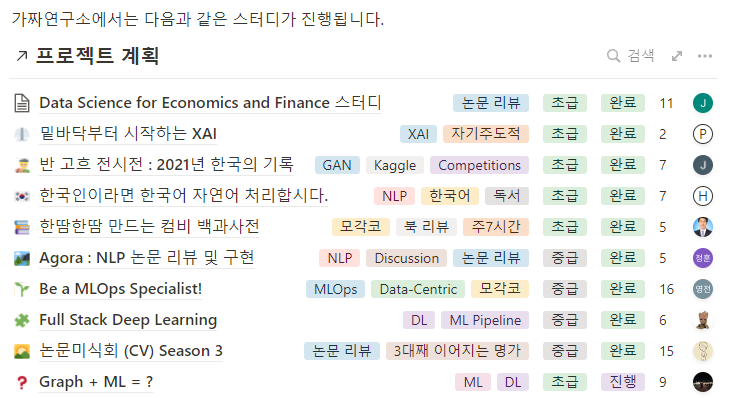 가짜연구소에서는 다음과 같은 스터디가 진행됩니다.
↗ 프로젝트 계획 검색
Data Science for Economics and Finance 스터디 논문 리뷰 초급 완료 11 J
밑바닥부터 시작하는 XAI XAI 자기주도적 초급 완료 2 P
반 고흐 전시전 : 2021년 한국의 기록 GAN Kaggle Competitions 초급 완료 7 J
한국인이라면 한국어 자연어 처리합시다. NLP 한국어 독서 초급 완료 7 H
한땀한땀 만드는 컴비 백과사전 모각코 북 리뷰 주7시간 초급 완료 5
Agora : NLP 논문 리뷰 및 구현 NLP Discussion 논문 리뷰 중급 완료 5 정훈
Be a MLOps Specialist! MLOps Data-Centric 모각코 중급 완료 16 영전
Full Stack Deep Learning DL ML Pipeline 중급 완료 6
논문미식회 (CV) Season 3 논문 리뷰 3대째 이어지는 명가 중급 완료 15
Graph + ML = ? ML DL 초급 진행 9